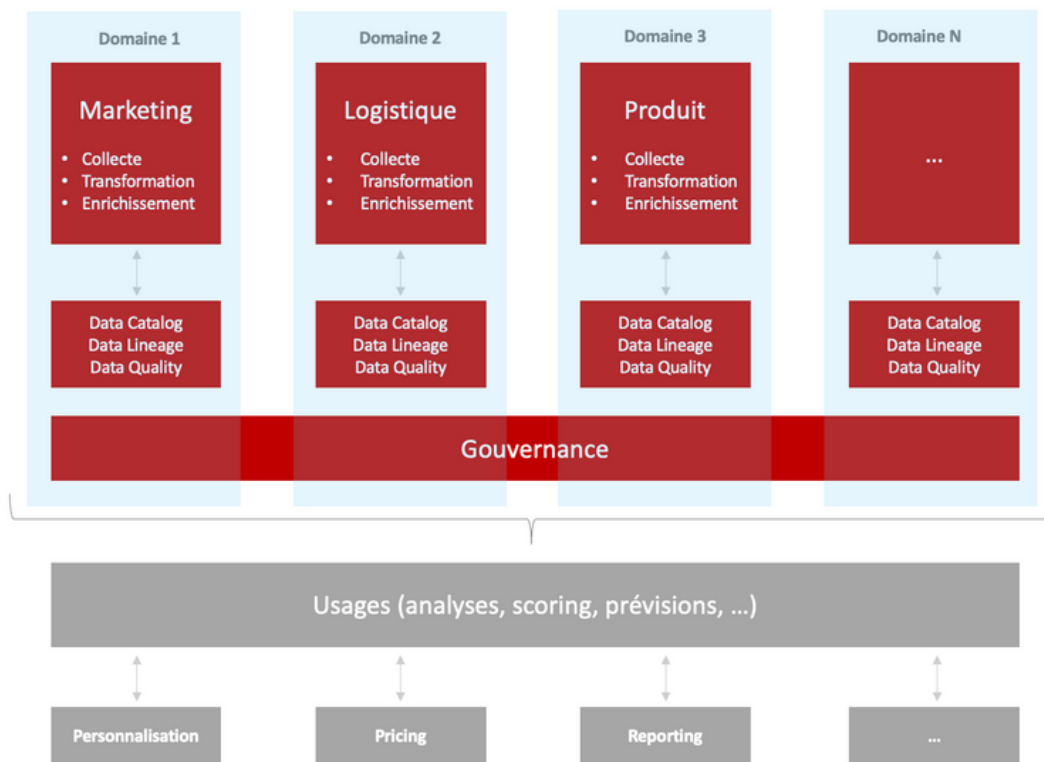 Domaine 1
Domaine 2
Domaine 3
Domaine N
Marketing
• Collecte
• Transformation
• Enrichissement
Logistique
• Collecte
• Transformation
• Enrichissement
Produit
• Collecte
• Transformation
• Enrichissement
...
Data Catalog
Data Lineage
Data Quality
Data Catalog
Data Lineage
Data Quality
Data Catalog
Data Lineage
Data Quality
Data Catalog
Data Lineage
Data Quality
Gouvernance
Usages (analyses, scoring, prévisions, ...)
Personnalisation
Pricing
Reporting
...